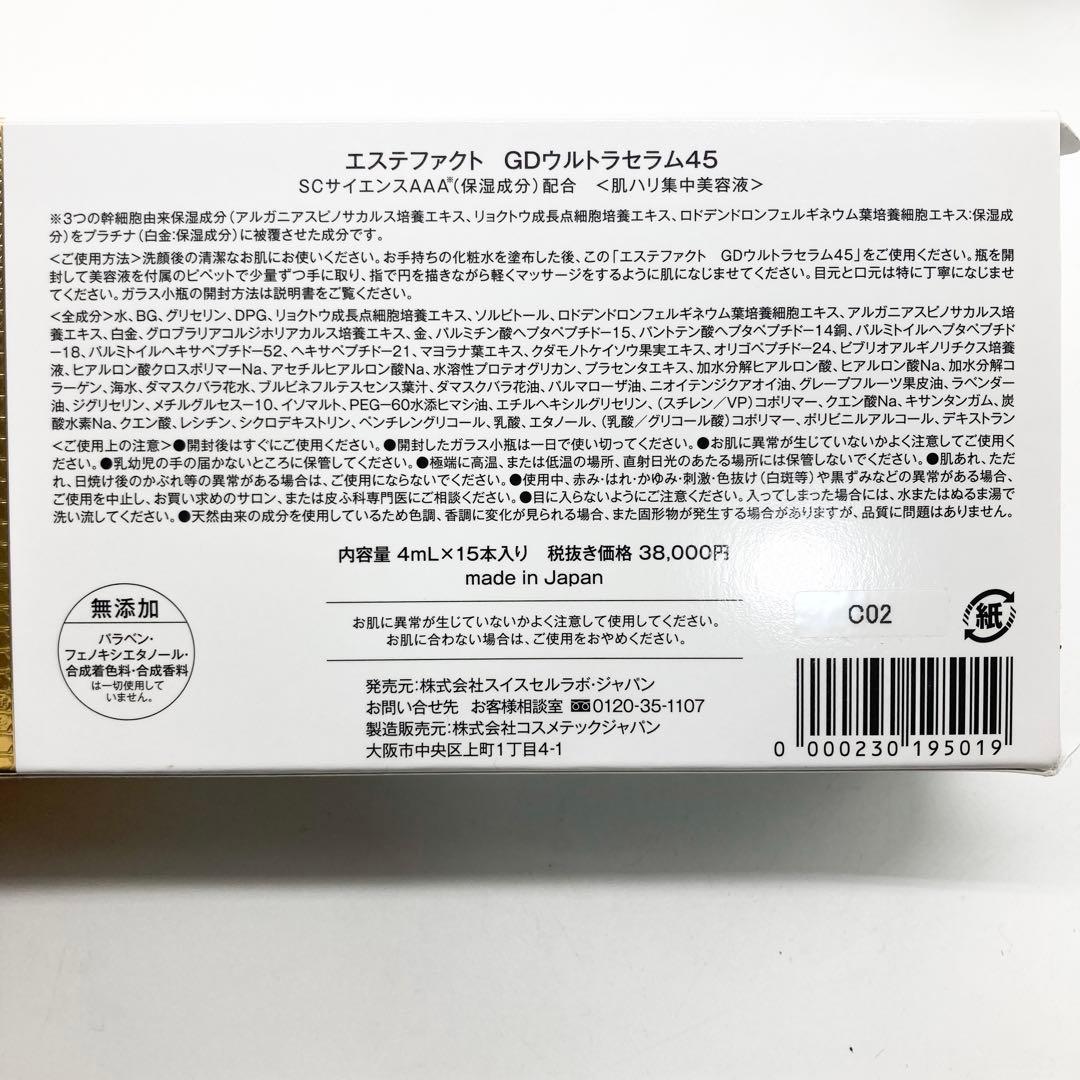 エステファクト　GDウルトラセラム45
SCサイエンスAAA※(保湿成分)配合　＜肌ハリ集中美容液＞
※3つの幹細胞由来保湿成分(アルガニアスピノサカルス培養エキス、リョクトウ成長点細胞培養エキス、ロドデンドロンフェルギネウム葉培養細胞エキス:保湿成
分)をプラチナ(白金:保湿成分)に被覆させた成分です。
＜ご使用方法＞洗顔後の清潔なお肌にお使いください。お手持ちの化粧水を塗布した後、この「エステファクト　GDウルトラセラム45」をご使用ください。瓶を開
封して美容液を付属のピペットで少量ずつ手に取り、指で円を描きながら軽くマッサージをするように肌になじませてください。目元と口元は特に丁寧になじませ
てください。ガラス小瓶の開封方法は説明書をご覧ください。
＜全成分＞水、BG、グリセリン、DPG、リョクトウ成長点細胞培養エキス、ソルビトール、ロドデンドロンフェルギネウム葉培養細胞エキス、アルガニアスピノサカルス培
養エキス、白金、グロブラリアコルジホリアカルス培養エキス、金、パルミチン酸ヘプタペプチド-15、パントテン酸ヘプタペプチド-14銅、パルミトイルヘプタペプチド
-18、パルミトイルヘキサペプチド-52、ヘキサペプチド-21、マヨラナ葉エキス、クダモノトケイソウ果実エキス、オリゴペプチド-24、ビブリオアルギノリチクス培養
液、ヒアルロン酸クロスポリマーNa、アセチルヒアルロン酸Na、水溶性プロテオグリカン、プラセンタエキス、加水分解ヒアルロン酸、ヒアルロン酸Na、加水分解コ
ラーゲン、海水、ダマスクバラ花水、ブルビネフルテスセンス葉汁、ダマスクバラ花油、パルマローザ油、ニオイテンジクアオイ油、グレープフルーツ果皮油、ラベンダー
油、ジグリセリン、メチルグルセス-10、イソマルト、PEG-60水添ヒマシ油、エチルヘキシルグリセリン、(スチレン／VP)コポリマー、クエン酸Na、キサンタンガム、炭
酸水素Na、クエン酸、レシチン、シクロデキストリン、ペンチレングリコール、乳酸、エタノール、(乳酸／グリコール酸)コポリマー、ポリビニルアルコール、デキストラン
＜ご使用上の注意＞●開封後はすぐにご使用ください。●開封したガラス小瓶は一日で使い切ってください。●お肌に異常が生じていないかよく注意してご使用く
ださい。●乳幼児の手の届かないところに保管してください。●極端に高温、または低温の場所、直射日光のあたる場所には保管しないでください。●肌あれ、ただ
れ、日焼け後のかぶれ等の異常がある場合は、ご使用にならないでください。●使用中、赤み・はれ・かゆみ・刺激・色抜け(白斑等)や黒ずみなどの異常がある場合、
ご使用を中止し、お買い求めのサロン、または皮ふ科専門医にご相談ください。●目に入らないようにご注意ください。入ってしまった場合には、水またはぬるま湯で
洗い流してください。●天然由来の成分を使用しているため色調、香調に変化が見られる場合、また固形物が発生する場合がありますが、品質に問題はありません。
内容量 4mL×15本入り　税抜き価格 38,000円
made in Japan
無添加
パラベン・
フェノキシエタノール・
合成着色料・合成香料
は一切使用して
いません。
お肌に異常が生じていないかよく注意して使用してください。
お肌に合わない場合は、ご使用をおやめください。
C02
紙
発売元:株式会社スイスセルラボ・ジャパン
お問い合せ先　お客様相談室 0120-35-1107
製造販売元:株式会社コスメテックジャパン
大阪市中央区上町1丁目4-1
0 000230 195019